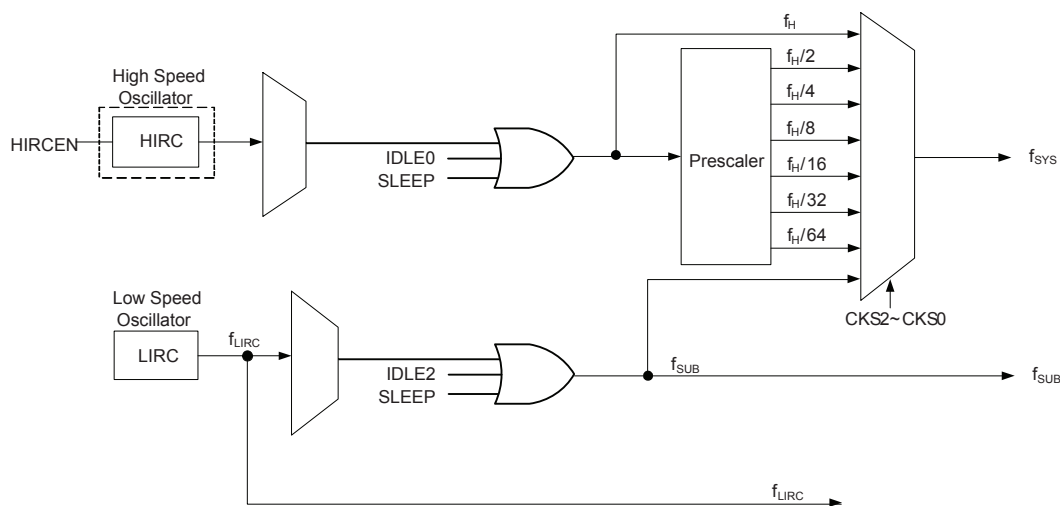 f_H
High Speed
Oscillator
HIRCEN
HIRC
IDLE0
SLEEP
Prescaler
f_H/2
f_H/4
f_H/8
f_H/16
f_H/32
f_H/64
f_SYS
CKS2~CKS0
Low Speed
Oscillator
LIRC
f_LIRC
IDLE2
SLEEP
f_SUB
f_SUB
f_LIRC